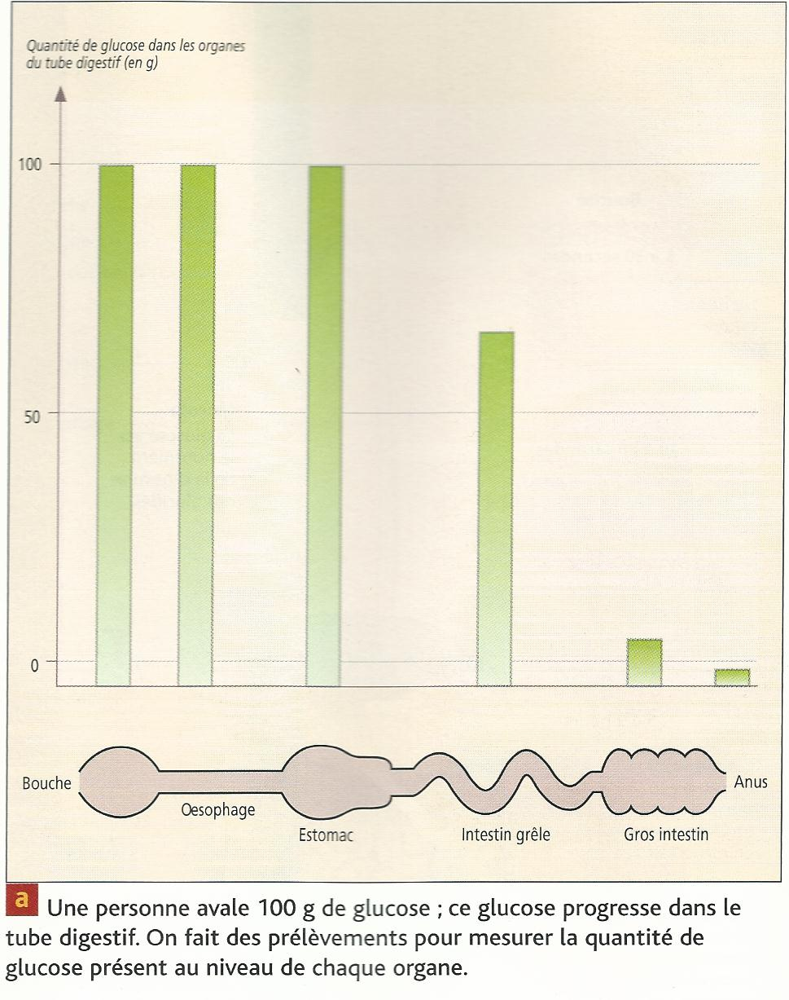 Quantité de glucose dans les organes
du tube digestif (en g)
100
50
0
Bouche
Anus
Œsophage
Estomac
Intestin grêle
Gros intestin
a Une personne avale 100 g de glucose ; ce glucose progresse dans le
tube digestif. On fait des prélèvements pour mesurer la quantité de
glucose présent au niveau de chaque organe.